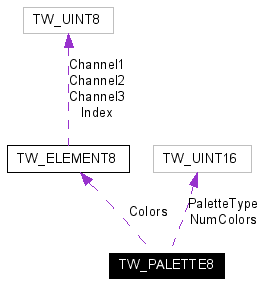 TW_UINT8
Channel1
Channel2
Channel3
Index
TW_ELEMENT8
TW_UINT16
Colors
PaletteType
NumColors
TW_PALETTE8